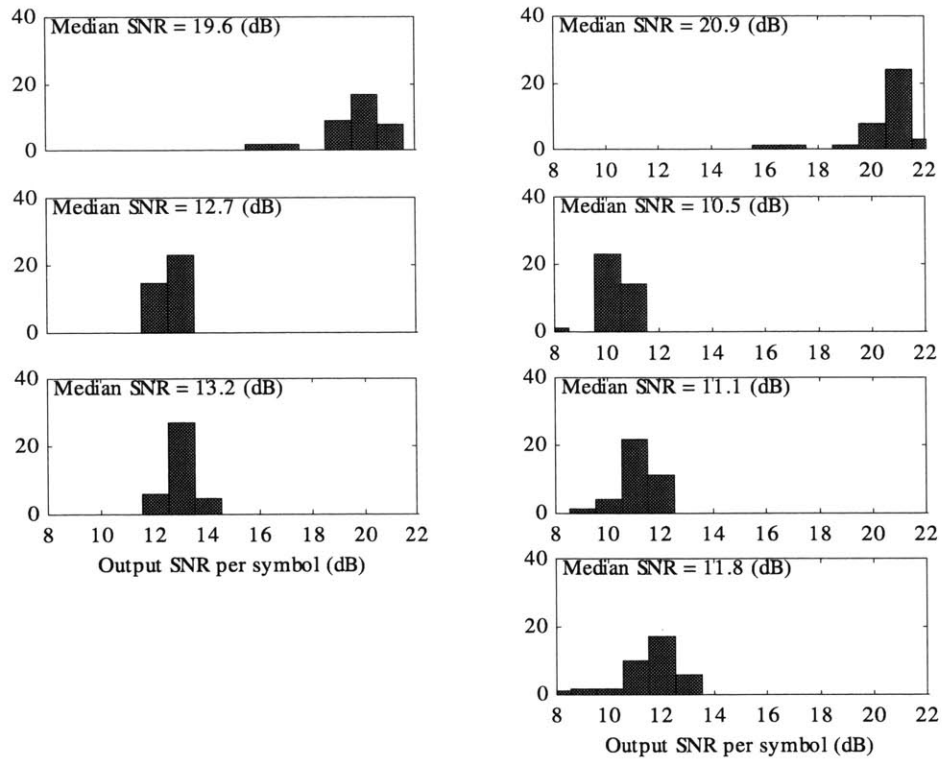 40
Median SNR = 19.6 (dB)
20
0
40
Median SNR = 12.7 (dB)
20
0
40
Median SNR = 13.2 (dB)
20
0
8 10 12 14 16 18 20 22
Output SNR per symbol (dB)
40
Median SNR = 20.9 (dB)
20
0
8 10 12 14 16 18 20 22
40
Median SNR = 10.5 (dB)
20
0
8 10 12 14 16 18 20 22
40
Median SNR = 11.1 (dB)
20
0
8 10 12 14 16 18 20 22
40
Median SNR = 11.8 (dB)
20
0
8 10 12 14 16 18 20 22
Output SNR per symbol (dB)